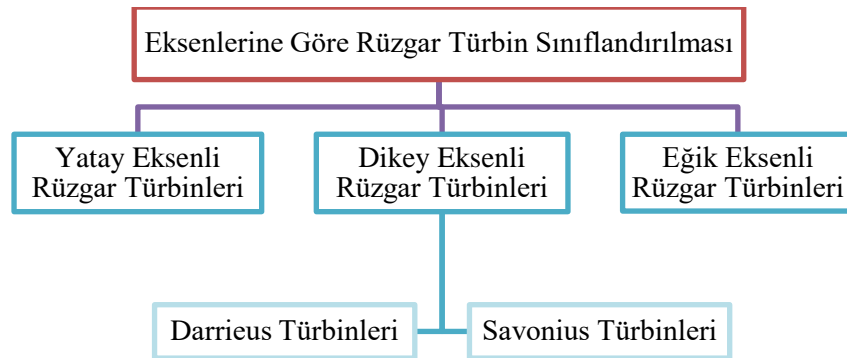 Eksenlerine Göre Rüzgar Türbin Sınıflandırılması
Yatay Eksenli
Rüzgar Türbinleri
Dikey Eksenli
Rüzgar Türbinleri
Eğik Eksenli
Rüzgar Türbinleri
Darrieus Türbinleri
Savonius Türbinleri